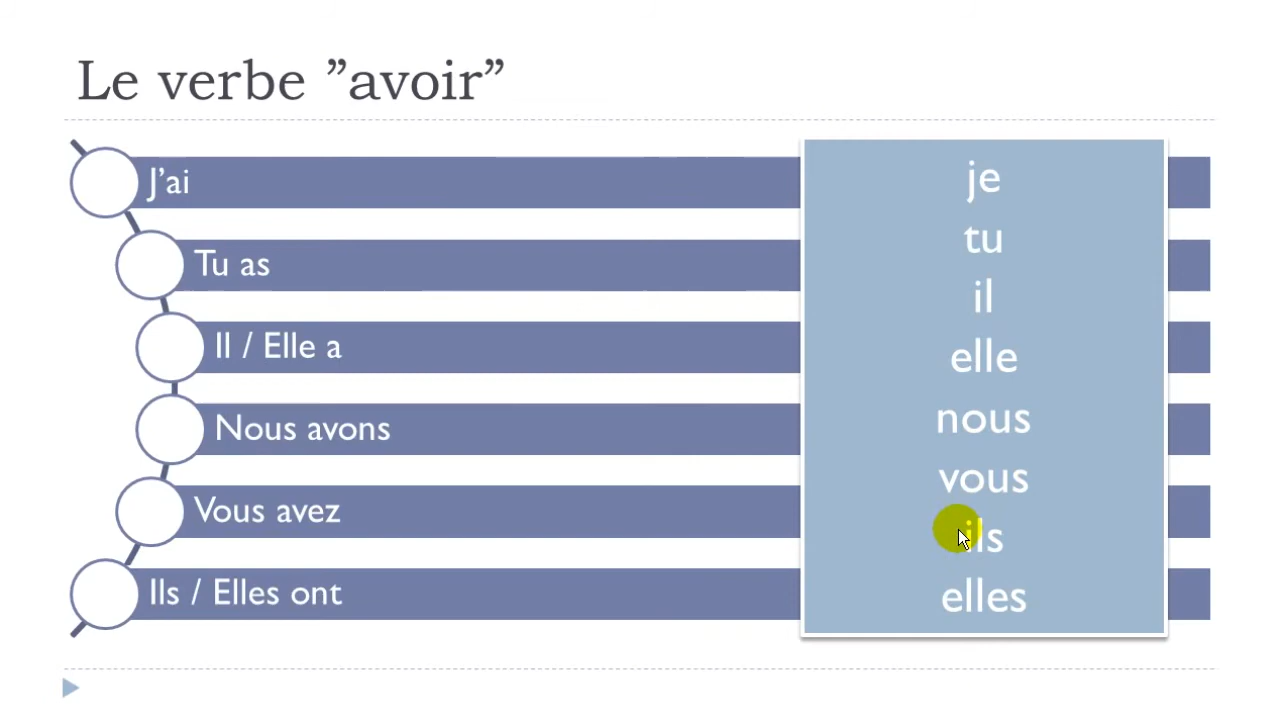 Le verbe ”avoir”
J’ai
Tu as
Il / Elle a
Nous avons
Vous avez
Ils / Elles ont
je
tu
il
elle
nous
vous
ils
elles